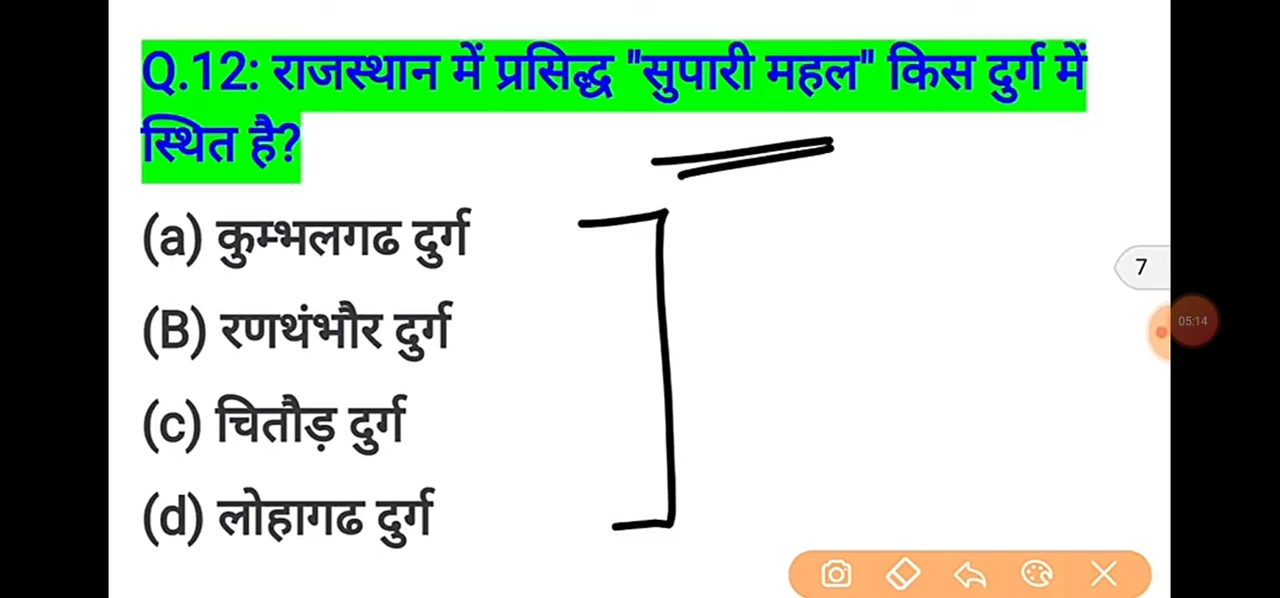 Q.12: राजस्थान में प्रसिद्ध "सुपारी महल" किस दुर्ग में
स्थित है?
(a) कुम्भलगढ दुर्ग
(B) रणथंभौर दुर्ग
(c) चितौड़ दुर्ग
(d) लोहागढ दुर्ग
7
05:14